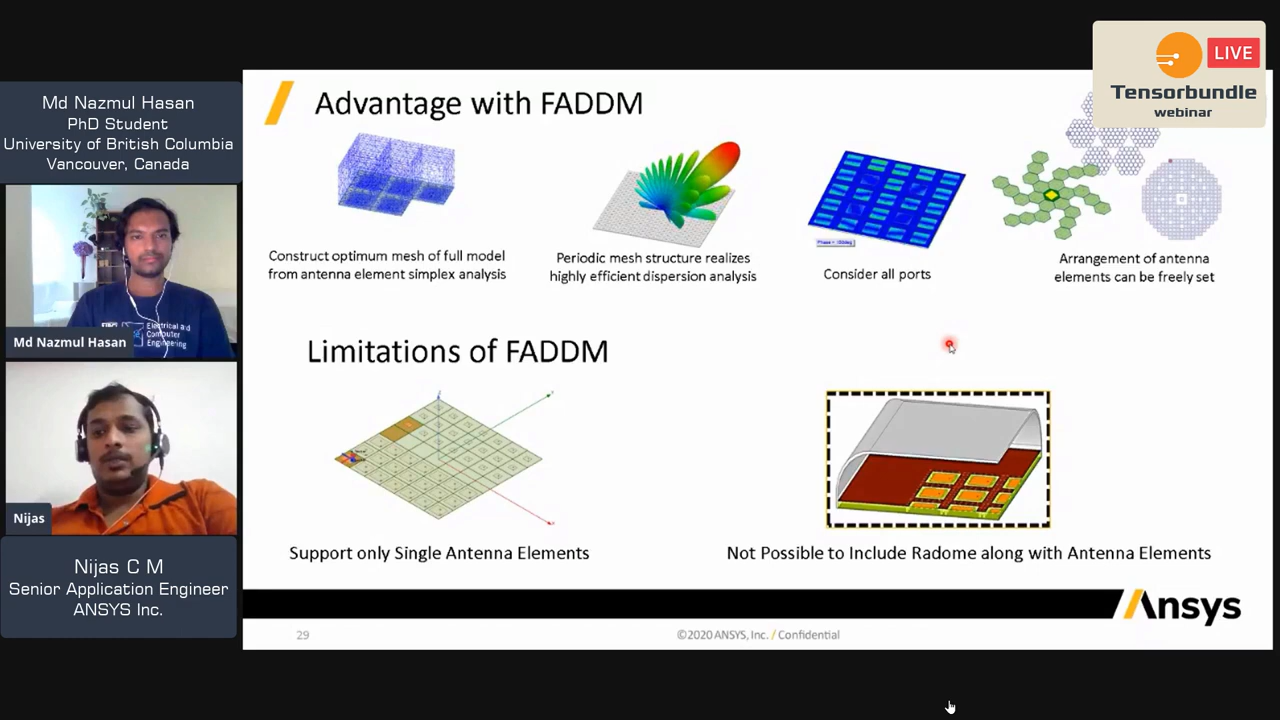 Md Nazmul Hasan
PhD Student
University of British Columbia
Vancouver, Canada
Md Nazmul Hasan
Electrical and
Computer
Engineering
Nijas
Nijas C M
Senior Application Engineer
ANSYS Inc.
LIVE
Tensorbundle
webinar
Advantage with FADDM
Construct optimum mesh of full model
from antenna element simplex analysis
Periodic mesh structure realizes
highly efficient dispersion analysis
Consider all ports
Arrangement of antenna
elements can be freely set
Limitations of FADDM
Support only Single Antenna Elements
Not Possible to Include Radome along with Antenna Elements
Ansys
29
©2020 ANSYS, Inc. / Confidential